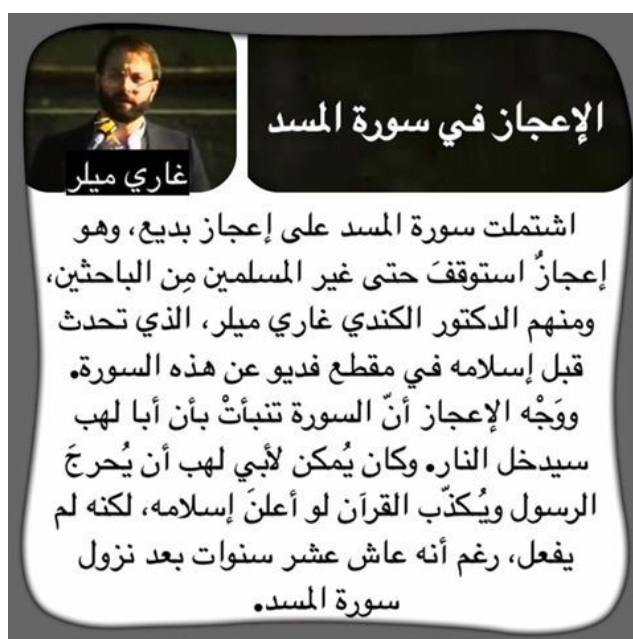 الإعجاز في سورة المسد
غاري ميلر
اشتملت سورة المسد على إعجاز بديع، وهو
إعجازٌ استوقفَ حتى غير المسلمين مِن الباحثين،
ومنهم الدكتور الكندي غاري ميلر، الذي تحدث
قبل إسلامه في مقطع فديو عن هذه السورة.
ووَجْه الإعجاز أنّ السورة تنبأتْ بأن أبا لهب
سيدخل النار. وكان يُمكن لأبي لهب أن يُحرجَ
الرسول ويُكذّب القرآن لو أعلنَ إسلامه، لكنه لم
يفعل، رغم أنه عاش عشر سنوات بعد نزول
سورة المسد.